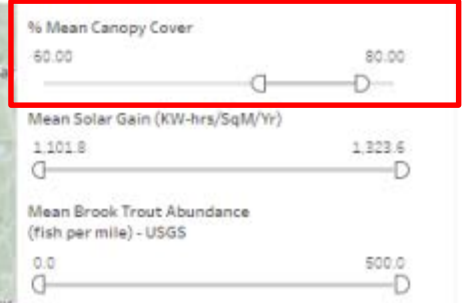 % Mean Canopy Cover
60.00 80.00
Mean Solar Gain (KW-hrs/SqM/Yr)
1,101.8 1,323.6
Mean Brook Trout Abundance
(fish per mile) - USGS
0.0 500.0